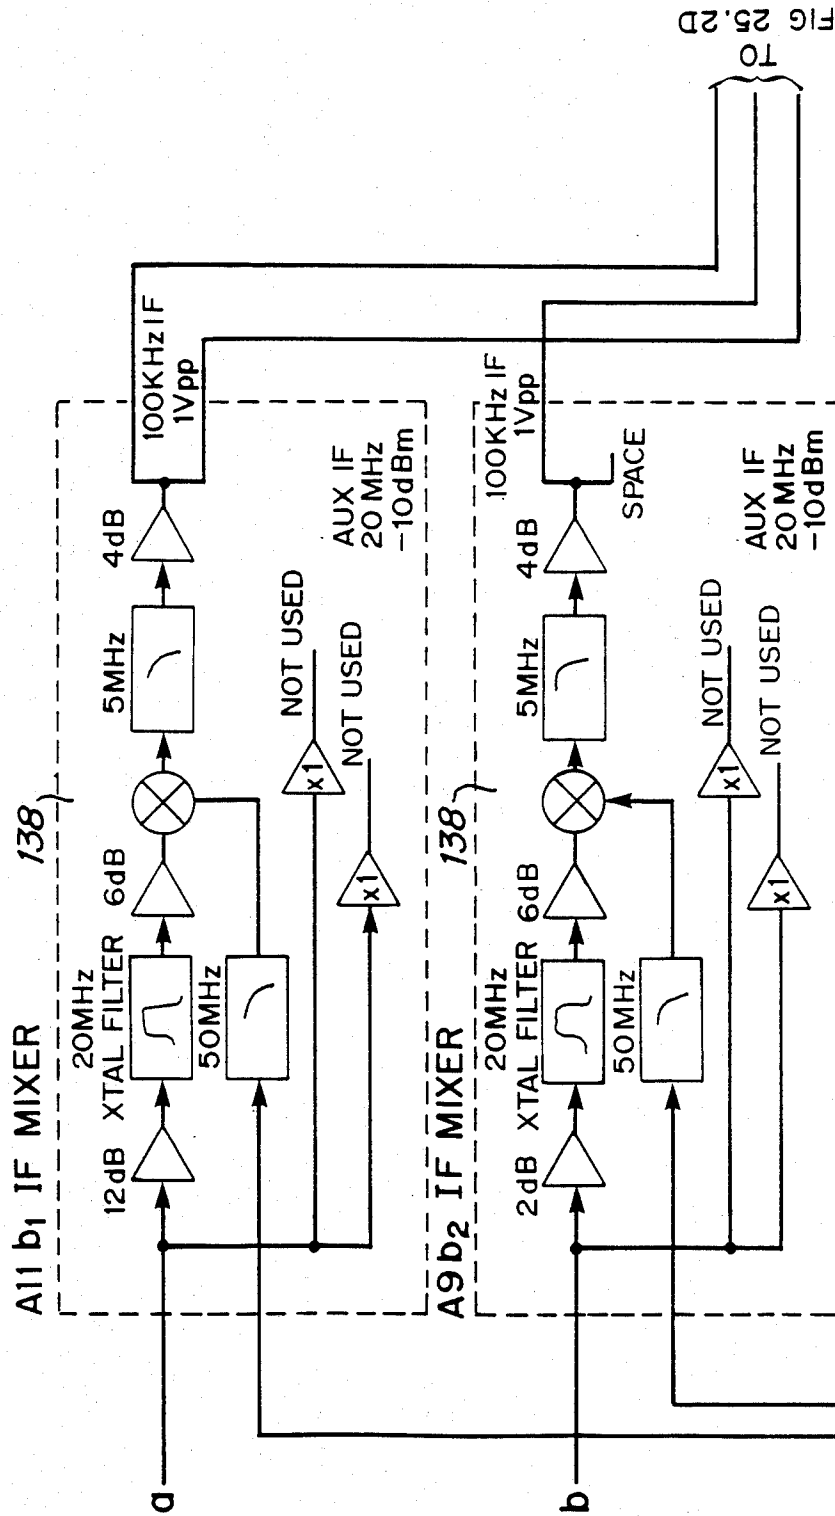 A11 b1 IF MIXER
138
12dB
20MHz
XTAL FILTER
6dB
5MHz
4dB
100KHz IF
1Vpp
50MHz
x1
NOT USED
x1
NOT USED
AUX IF
20 MHz
-10dBm
a
A9b2 IF MIXER
138
2dB
20MHz
XTAL FILTER
6dB
5MHz
4dB
100KHz IF
1Vpp
SPACE
50MHz
x1
NOT USED
x1
NOT USED
AUX IF
20 MHz
-10dBm
b
TO
FIG 25.2D